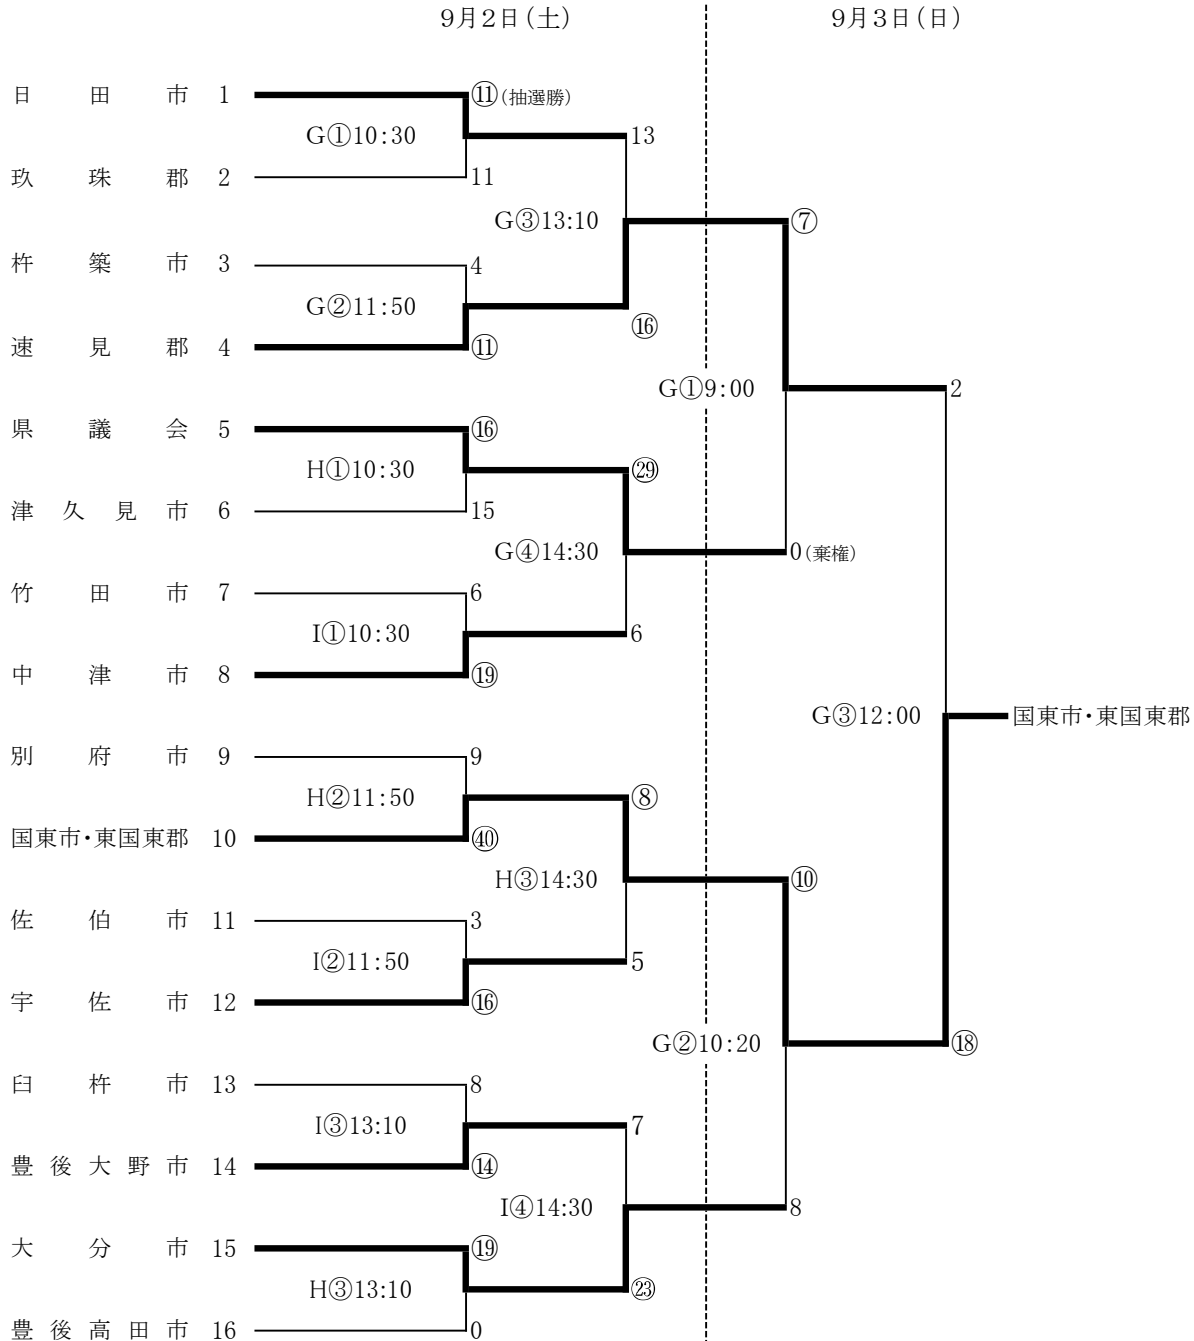 9月2日(土) 9月3日(日)
日田市 1 ⑪(抽選勝)
G①10:30 13
玖珠郡 2 11
G③13:10 ⑦
杵築市 3 4
G②11:50
⑯
速見郡 4 ⑪
G①9:00 2
県議会 5 ⑯
H①10:30 ㉙
津久見市 6 15
G④14:30 0(棄権)
竹田市 7 6
I①10:30 6
中津市 8 ⑲
G③12:00 国東市・東国東郡
別府市 9 9
H②11:50 ⑧
国東市・東国東郡 10 ㊵
H③14:30 ⑩
佐伯市 11 3
I②11:50 5
宇佐市 12 ⑯
G②10:20 ⑱
臼杵市 13 8
I③13:10 7
豊後大野市 14 ⑭
I④14:30 8
大分市 15 ⑲
H③13:10 ㉓
豊後高田市 16 0